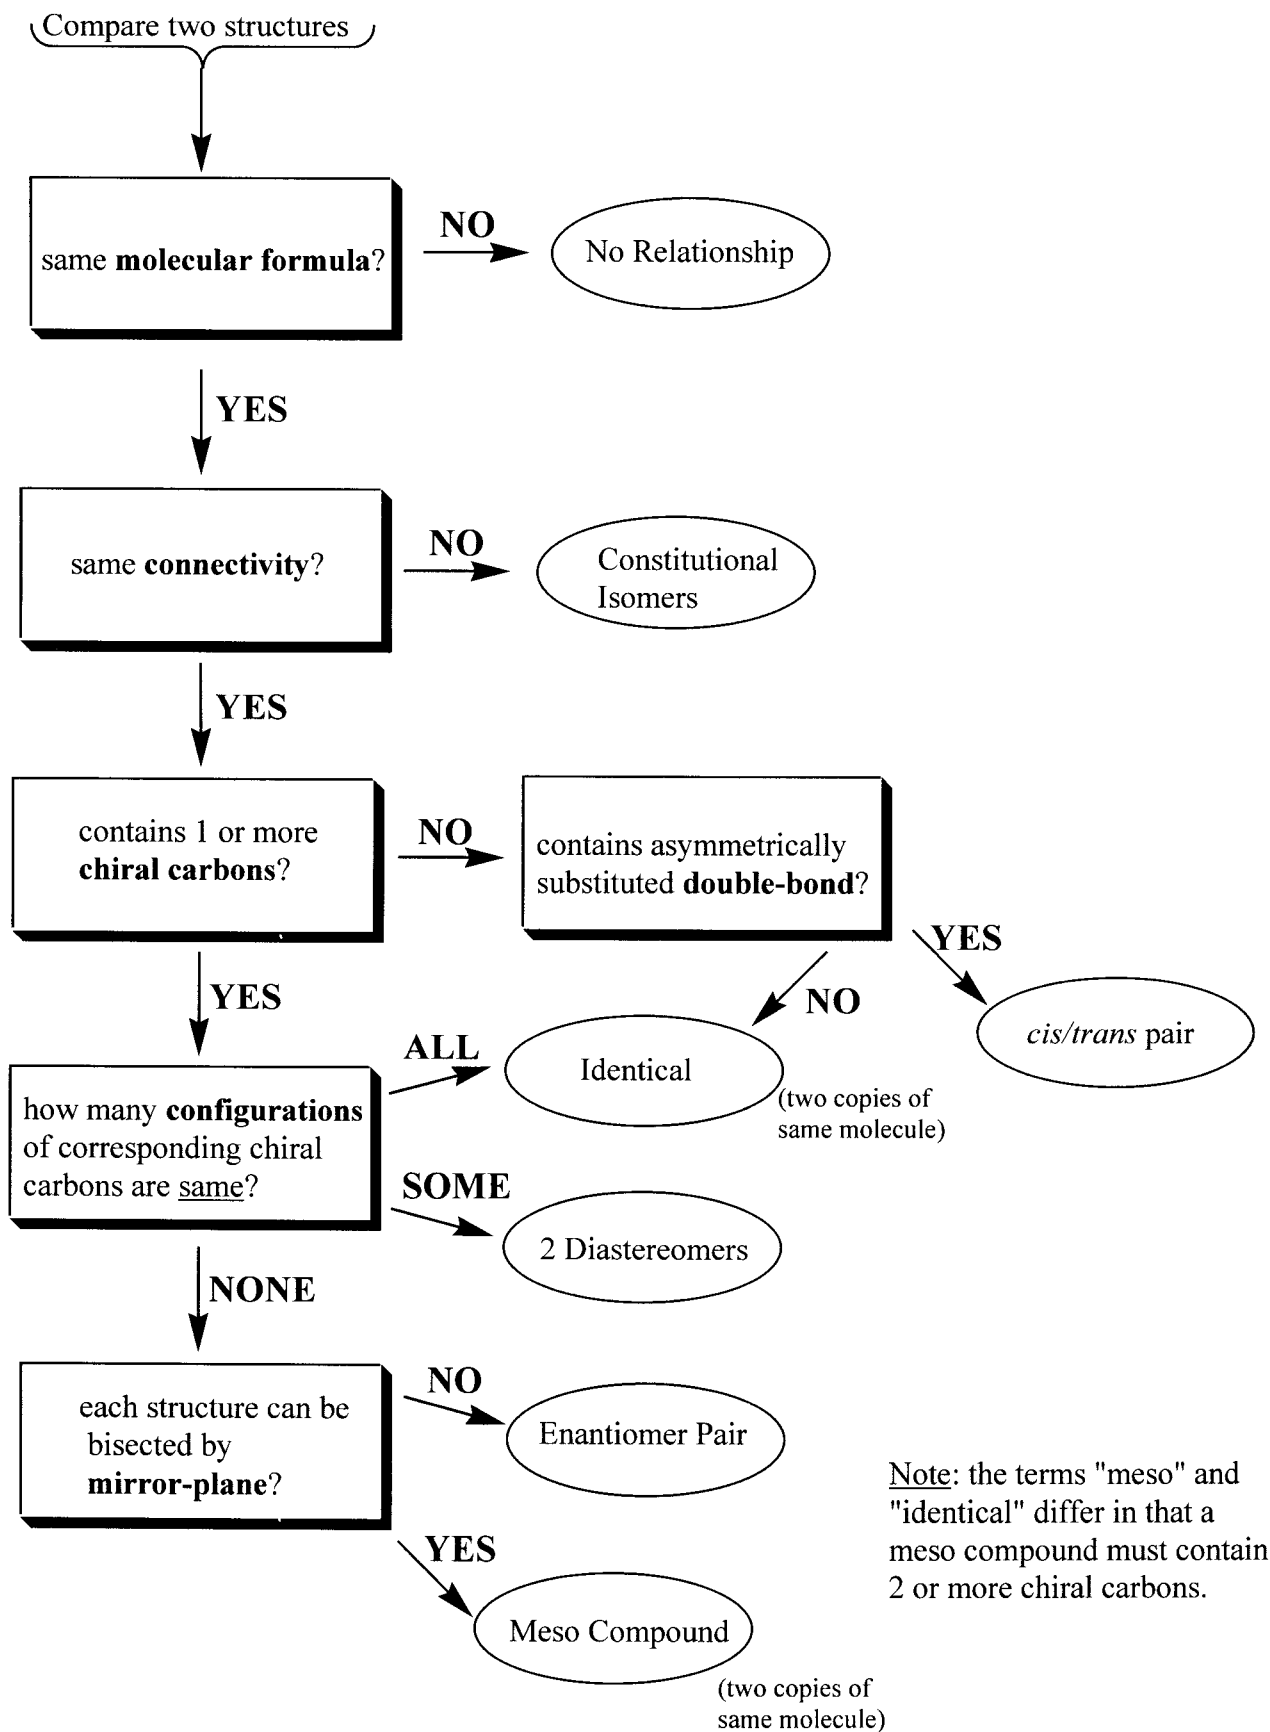 Compare two structures
same molecular formula?
NO
No Relationship
YES
same connectivity?
NO
Constitutional
Isomers
YES
contains 1 or more
chiral carbons?
NO
contains asymmetrically
substituted double-bond?
YES
NO
cis/trans pair
YES
how many configurations
of corresponding chiral
carbons are same?
ALL
Identical
(two copies of
same molecule)
SOME
2 Diastereomers
NONE
each structure can be
bisected by
mirror-plane?
NO
Enantiomer Pair
YES
Meso Compound
(two copies of
same molecule)
Note: the terms "meso" and
"identical" differ in that a
meso compound must contain
2 or more chiral carbons.